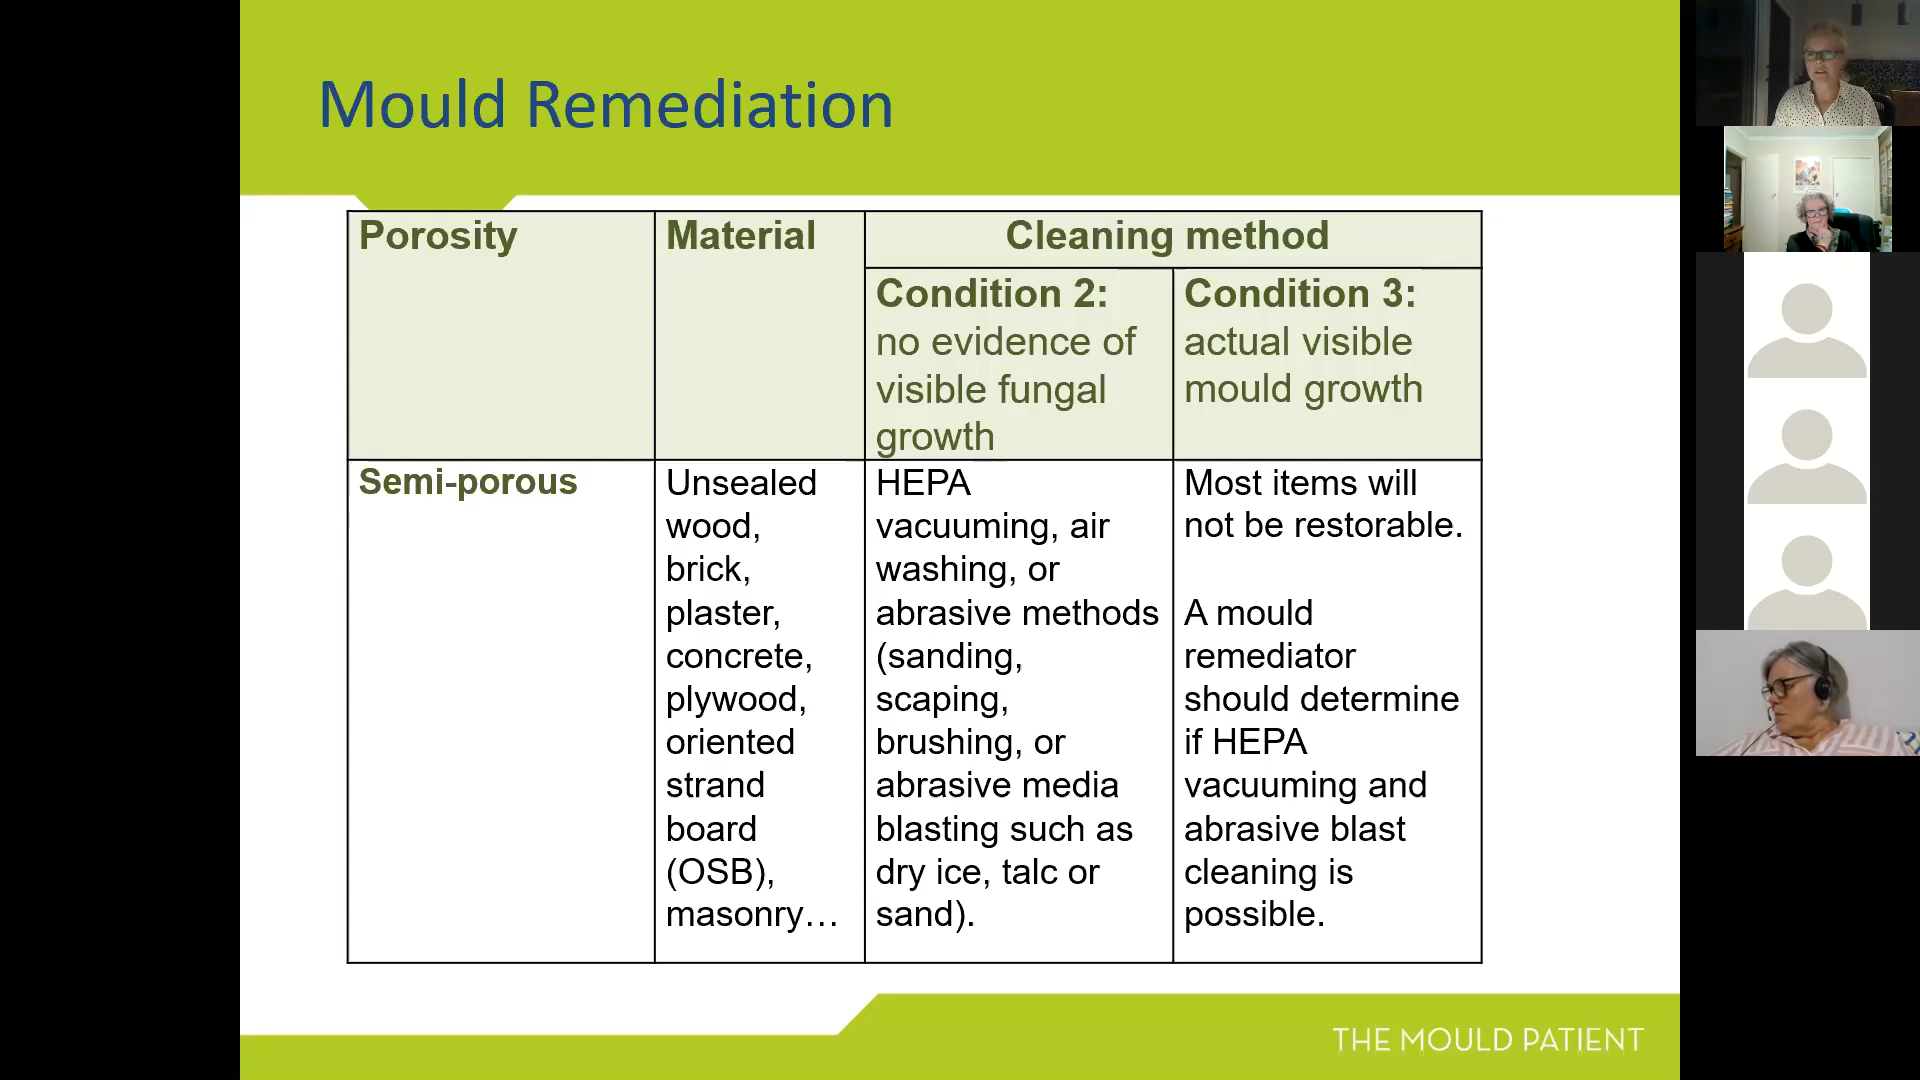 Mould Remediation
Porosity
Material
Cleaning method
Condition 2:
no evidence of
visible fungal
growth
Condition 3:
actual visible
mould growth
Semi-porous
Unsealed
wood,
brick,
plaster,
concrete,
plywood,
oriented
strand
board
(OSB),
masonry…
HEPA
vacuuming, air
washing, or
abrasive methods
(sanding,
scaping,
brushing, or
abrasive media
blasting such as
dry ice, talc or
sand).
Most items will
not be restorable.
A mould
remediator
should determine
if HEPA
vacuuming and
abrasive blast
cleaning is
possible.
THE MOULD PATIENT